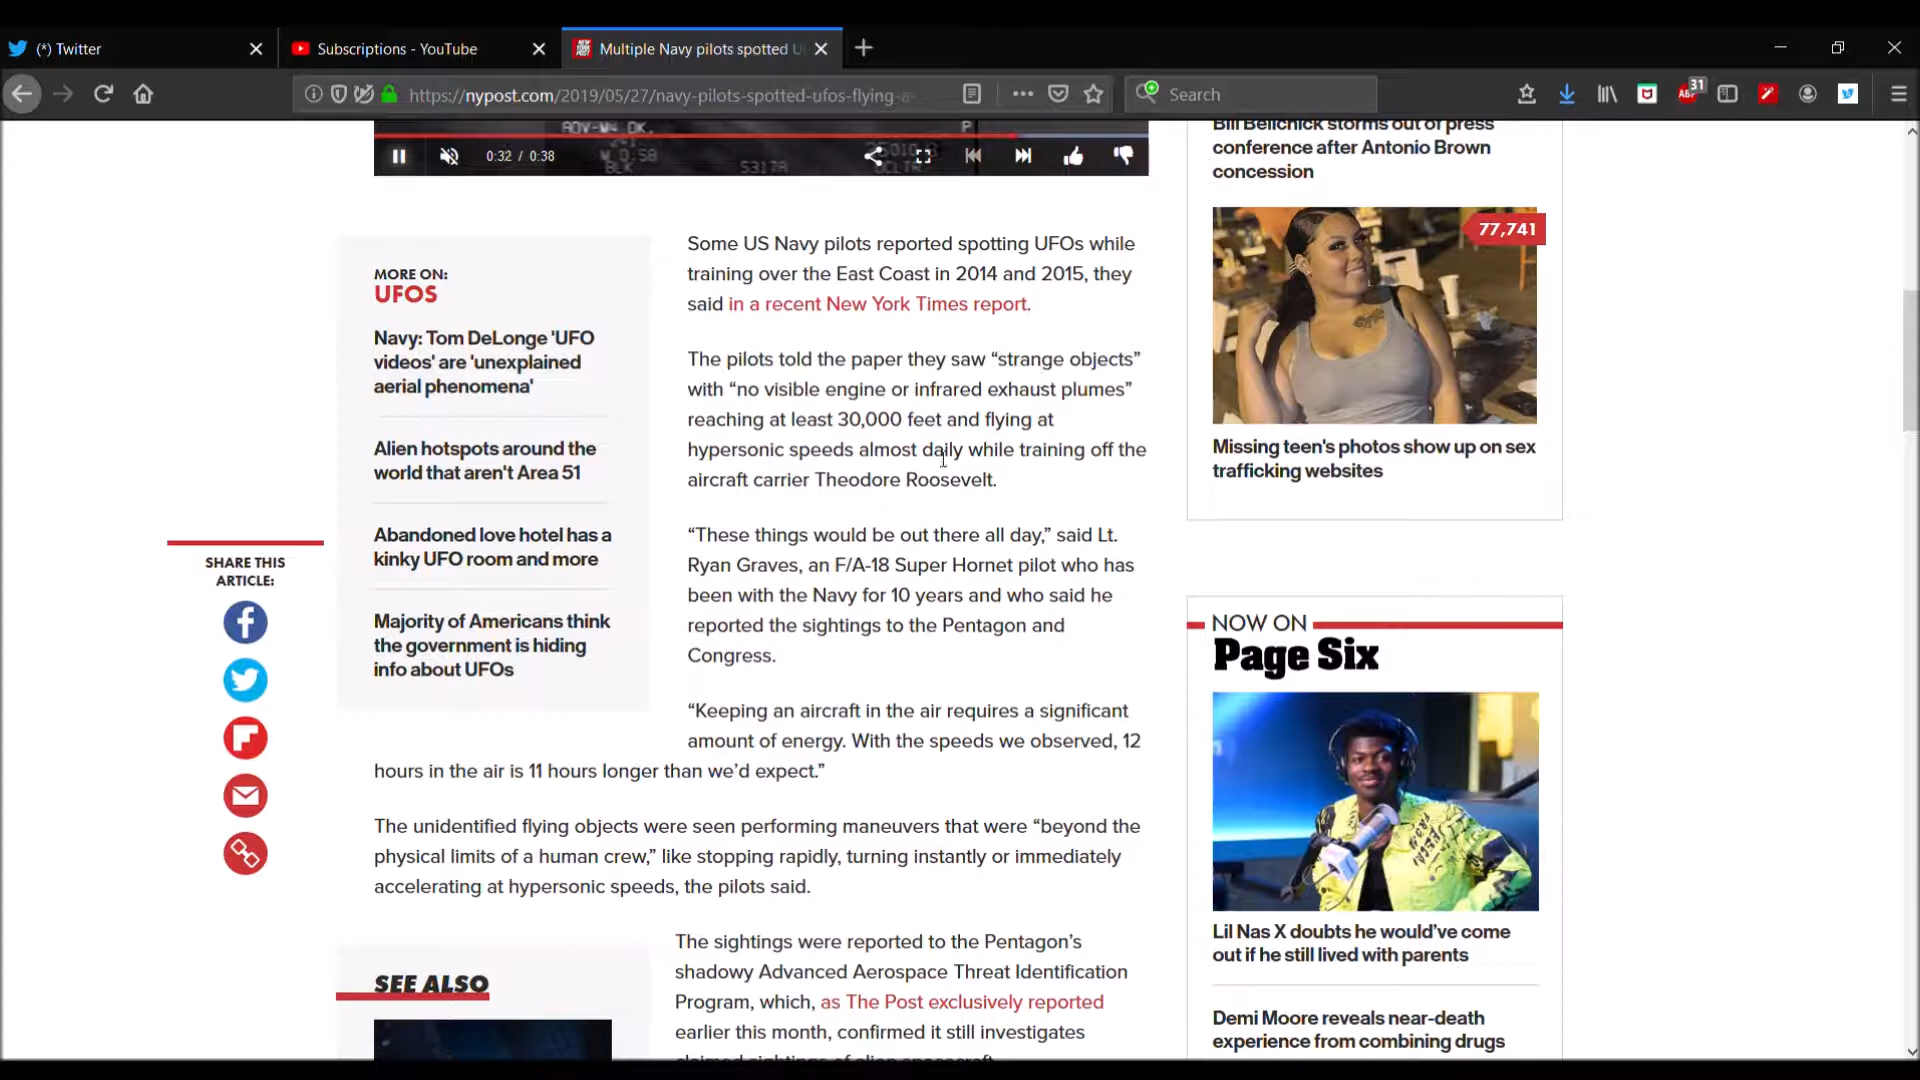 (*) Twitter
Subscriptions - YouTube
Multiple Navy pilots spotted U
https://nypost.com/2019/05/27/navy-pilots-spotted-ufos-flying-a
Search
31
ADV-M4 OK.
0:32 / 0:38
MORE ON:
UFOS
Navy: Tom DeLonge 'UFO
videos' are 'unexplained
aerial phenomena'
Alien hotspots around the
world that aren't Area 51
Abandoned love hotel has a
kinky UFO room and more
Majority of Americans think
the government is hiding
info about UFOs
SHARE THIS
ARTICLE:
Some US Navy pilots reported spotting UFOs while
training over the East Coast in 2014 and 2015, they
said in a recent New York Times report.
The pilots told the paper they saw “strange objects”
with “no visible engine or infrared exhaust plumes”
reaching at least 30,000 feet and flying at
hypersonic speeds almost daily while training off the
aircraft carrier Theodore Roosevelt.
“These things would be out there all day,” said Lt.
Ryan Graves, an F/A-18 Super Hornet pilot who has
been with the Navy for 10 years and who said he
reported the sightings to the Pentagon and
Congress.
“Keeping an aircraft in the air requires a significant
amount of energy. With the speeds we observed, 12
hours in the air is 11 hours longer than we’d expect.”
The unidentified flying objects were seen performing maneuvers that were “beyond the
physical limits of a human crew,” like stopping rapidly, turning instantly or immediately
accelerating at hypersonic speeds, the pilots said.
SEE ALSO
The sightings were reported to the Pentagon’s
shadowy Advanced Aerospace Threat Identification
Program, which, as The Post exclusively reported
earlier this month, confirmed it still investigates
claimed sightings of alien spacecraft.
Bill Belichick storms out of press
conference after Antonio Brown
concession
77,741
Missing teen's photos show up on sex
trafficking websites
NOW ON
Page Six
Lil Nas X doubts he would’ve come
out if he still lived with parents
Demi Moore reveals near-death
experience from combining drugs